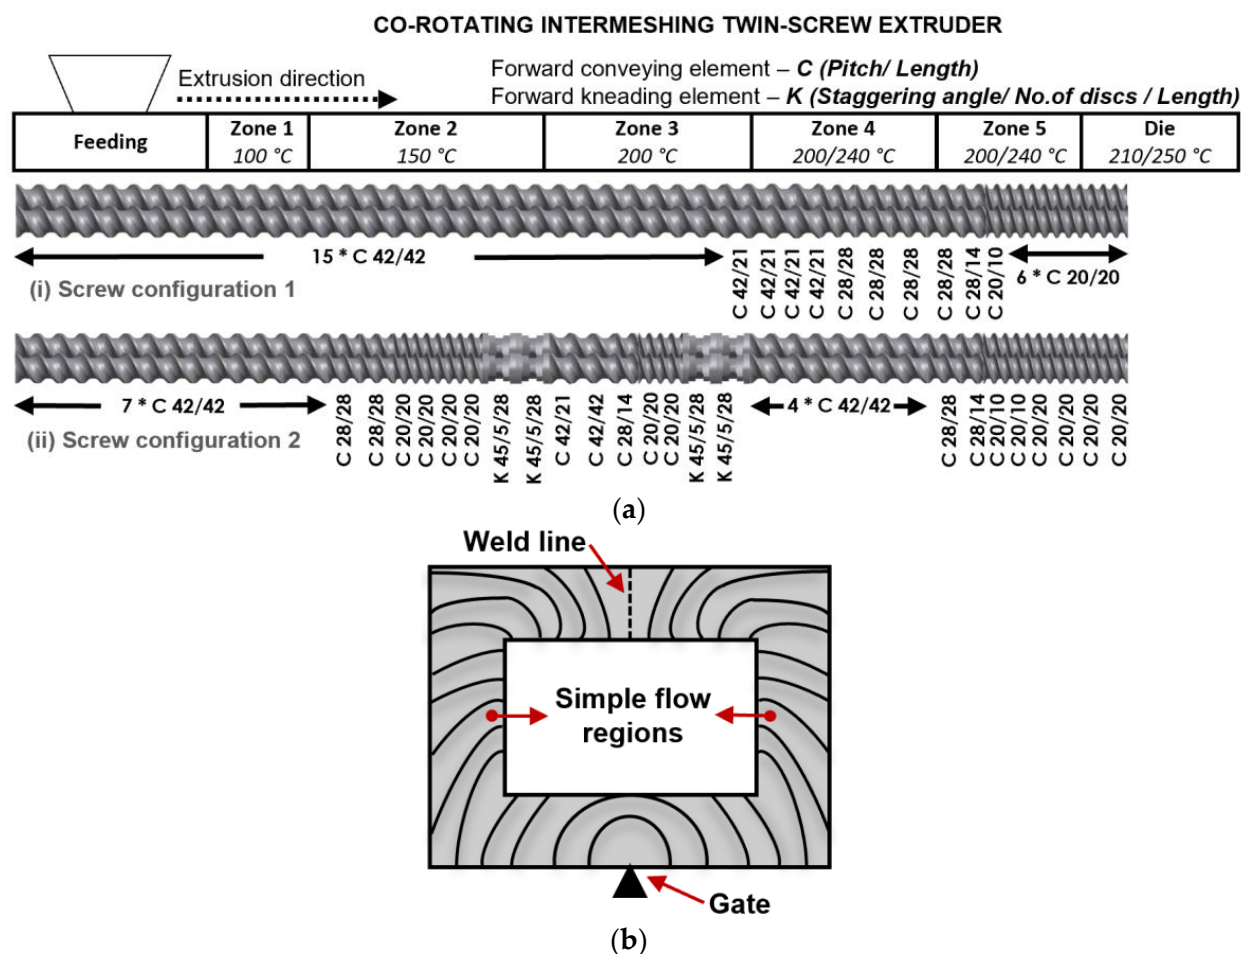 (a)
CO-ROTATING INTERMESHING TWIN-SCREW EXTRUDER
Extrusion direction
Forward conveying element – C (Pitch/ Length)
Forward kneading element – K (Staggering angle/ No.of discs / Length)
Feeding
Zone 1
100 °C
Zone 2
150 °C
Zone 3
200 °C
Zone 4
200/240 °C
Zone 5
200/240 °C
Die
210/250 °C
15 * C 42/42
C 42/21
C 42/21
C 42/21
C 42/21
C 28/28
C 28/28
C 28/28
C 28/28
C 28/14
C 20/10
6 * C 20/20
(i) Screw configuration 1
7 * C 42/42
C 28/28
C 28/28
C 20/20
C 20/20
C 20/20
C 20/20
K 45/5/28
K 45/5/28
C 42/21
C 42/42
C 28/14
C 20/20
C 20/20
K 45/5/28
K 45/5/28
4 * C 42/42
C 28/28
C 28/14
C 20/10
C 20/10
C 20/20
C 20/20
C 20/20
C 20/20
(ii) Screw configuration 2
(a)
Weld line
Simple flow
regions
Gate
(b)